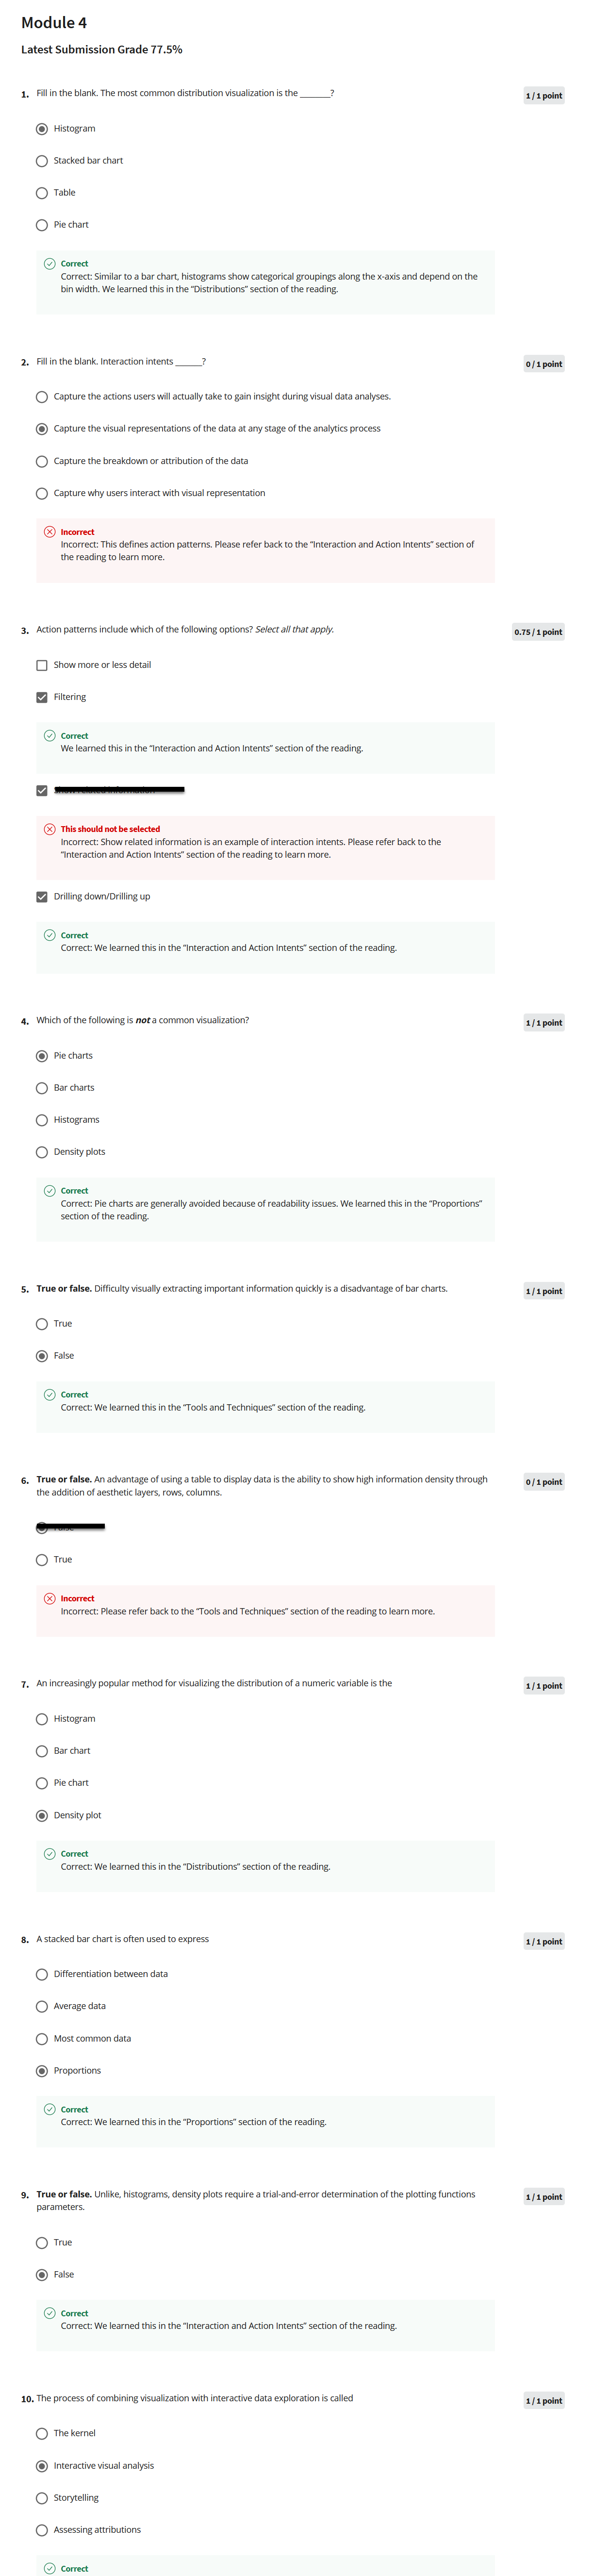 Module 4
Latest Submission Grade 77.5%
1. Fill in the blank. The most common distribution visualization is the ______?
1 / 1 point
Histogram
Stacked bar chart
Table
Pie chart
Correct
Correct: Similar to a bar chart, histograms show categorical groupings along the x-axis and depend on the
bin width. We learned this in the “Distributions” section of the reading.
2. Fill in the blank. Interaction intents ______?
0 / 1 point
Capture the actions users will actually take to gain insight during visual data analyses.
Capture the visual representations of the data at any stage of the analytics process
Capture the breakdown or attribution of the data
Capture why users interact with visual representation
Incorrect
Incorrect: This defines action patterns. Please refer back to the “Interaction and Action Intents” section of
the reading to learn more.
3. Action patterns include which of the following options? Select all that apply.
0.75 / 1 point
Show more or less detail
Filtering
Correct
We learned this in the “Interaction and Action Intents” section of the reading.
This should not be selected
Incorrect: Show related information is an example of interaction intents. Please refer back to the
“Interaction and Action Intents” section of the reading to learn more.
Drilling down/Drilling up
Correct
Correct: We learned this in the “Interaction and Action Intents” section of the reading.
4. Which of the following is not a common visualization?
1 / 1 point
Pie charts
Bar charts
Histograms
Density plots
Correct
Correct: Pie charts are generally avoided because of readability issues. We learned this in the “Proportions”
section of the reading.
5. True or false. Difficulty visually extracting important information quickly is a disadvantage of bar charts.
1 / 1 point
True
False
Correct
Correct: We learned this in the “Tools and Techniques” section of the reading.
6. True or false. An advantage of using a table to display data is the ability to show high information density through
the addition of aesthetic layers, rows, columns.
0 / 1 point
True
Incorrect
Incorrect: Please refer back to the “Tools and Techniques” section of the reading to learn more.
7. An increasingly popular method for visualizing the distribution of a numeric variable is the
1 / 1 point
Histogram
Bar chart
Pie chart
Density plot
Correct
Correct: We learned this in the “Distributions” section of the reading.
8. A stacked bar chart is often used to express
1 / 1 point
Differentiation between data
Average data
Most common data
Proportions
Correct
Correct: We learned this in the “Proportions” section of the reading.
9. True or false. Unlike, histograms, density plots require a trial-and-error determination of the plotting functions
parameters.
1 / 1 point
True
False
Correct
Correct: We learned this in the “Interaction and Action Intents” section of the reading.
10. The process of combining visualization with interactive data exploration is called
1 / 1 point
The kernel
Interactive visual analysis
Storytelling
Assessing attributions
Correct